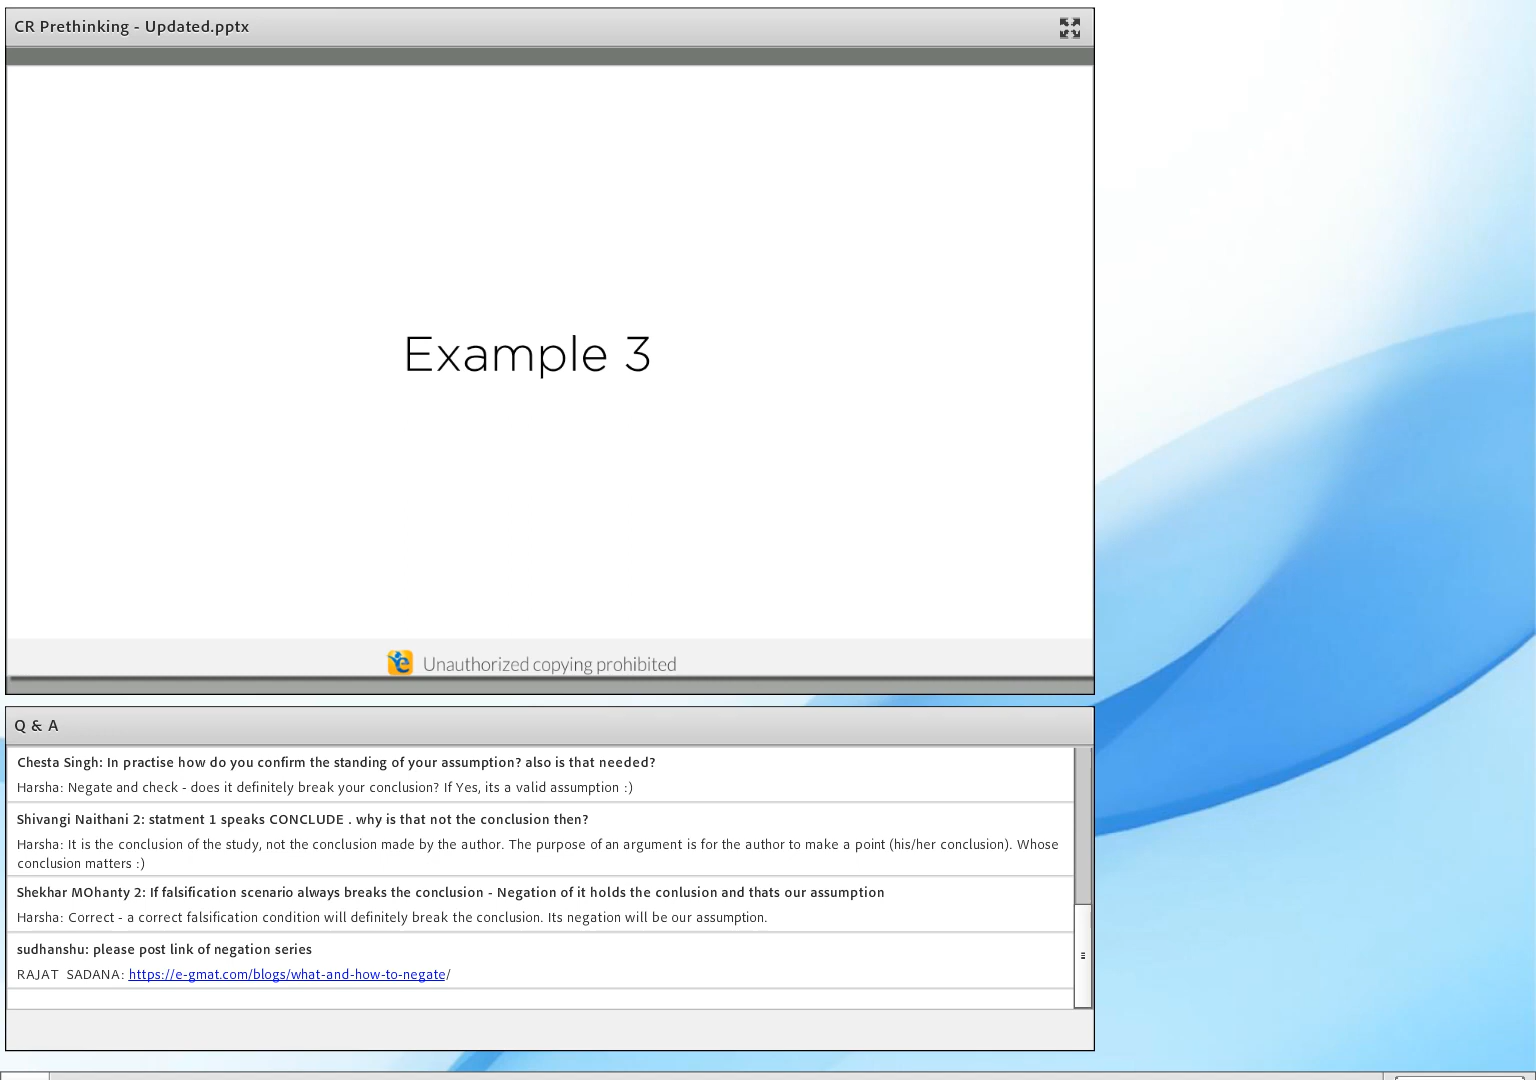 CR Prethinking - Updated.pptx
Example 3
Unauthorized copying prohibited
Q & A
Chesta Singh: In practise how do you confirm the standing of your assumption? also is that needed?
Harsha: Negate and check - does it definitely break your conclusion? If Yes, its a valid assumption :)
Shivangi Naithani 2: statment 1 speaks CONCLUDE . why is that not the conclusion then?
Harsha: It is the conclusion of the study, not the conclusion made by the author. The purpose of an argument is for the author to make a point (his/her conclusion). Whose
conclusion matters :)
Shekhar MOhanty 2: If falsification scenario always breaks the conclusion - Negation of it holds the conlusion and thats our assumption
Harsha: Correct - a correct falsification condition will definitely break the conclusion. Its negation will be our assumption.
sudhanshu: please post link of negation series
RAJAT SADANA: https://e-gmat.com/blogs/what-and-how-to-negate/